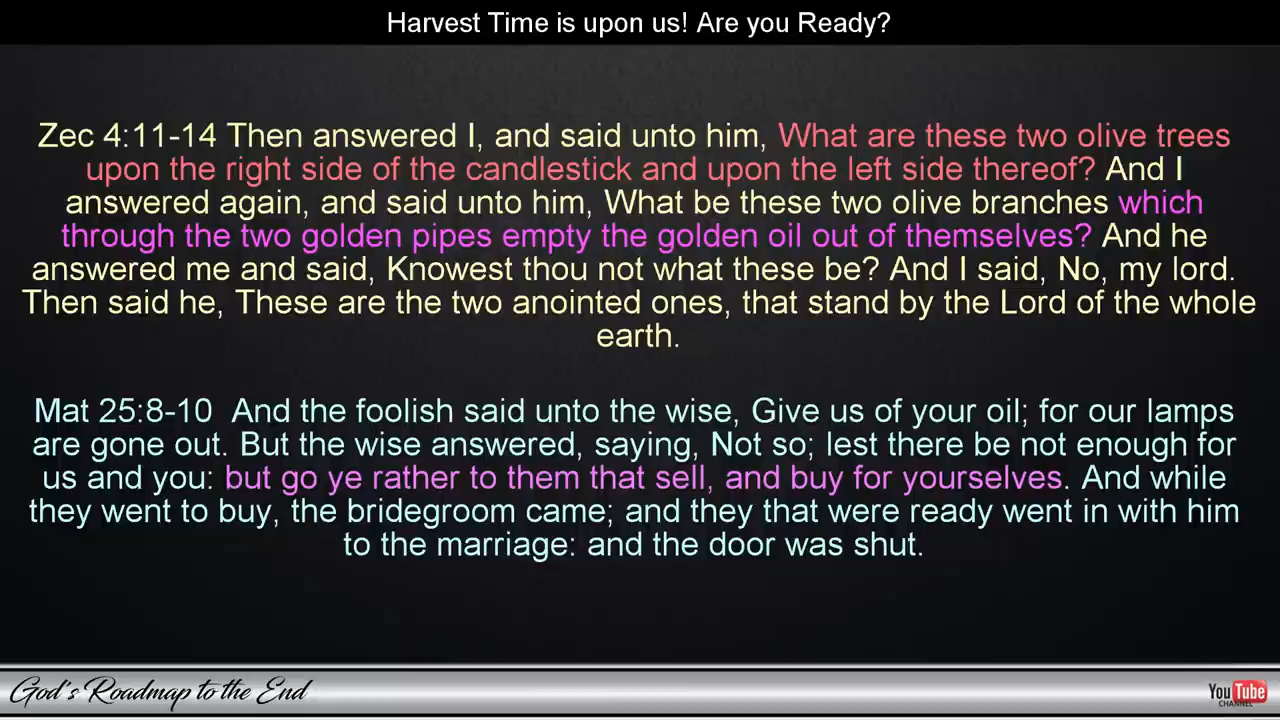 Harvest Time is upon us! Are you Ready?
Zec 4:11-14 Then answered I, and said unto him, What are these two olive trees
upon the right side of the candlestick and upon the left side thereof? And I
answered again, and said unto him, What be these two olive branches which
through the two golden pipes empty the golden oil out of themselves? And he
answered me and said, Knowest thou not what these be? And I said, No, my lord.
Then said he, These are the two anointed ones, that stand by the Lord of the whole
earth.
Mat 25:8-10 And the foolish said unto the wise, Give us of your oil; for our lamps
are gone out. But the wise answered, saying, Not so; lest there be not enough for
us and you: but go ye rather to them that sell, and buy for yourselves. And while
they went to buy, the bridegroom came; and they that were ready went in with him
to the marriage: and the door was shut.
God's Roadmap to the End
YouTube
CHANNEL